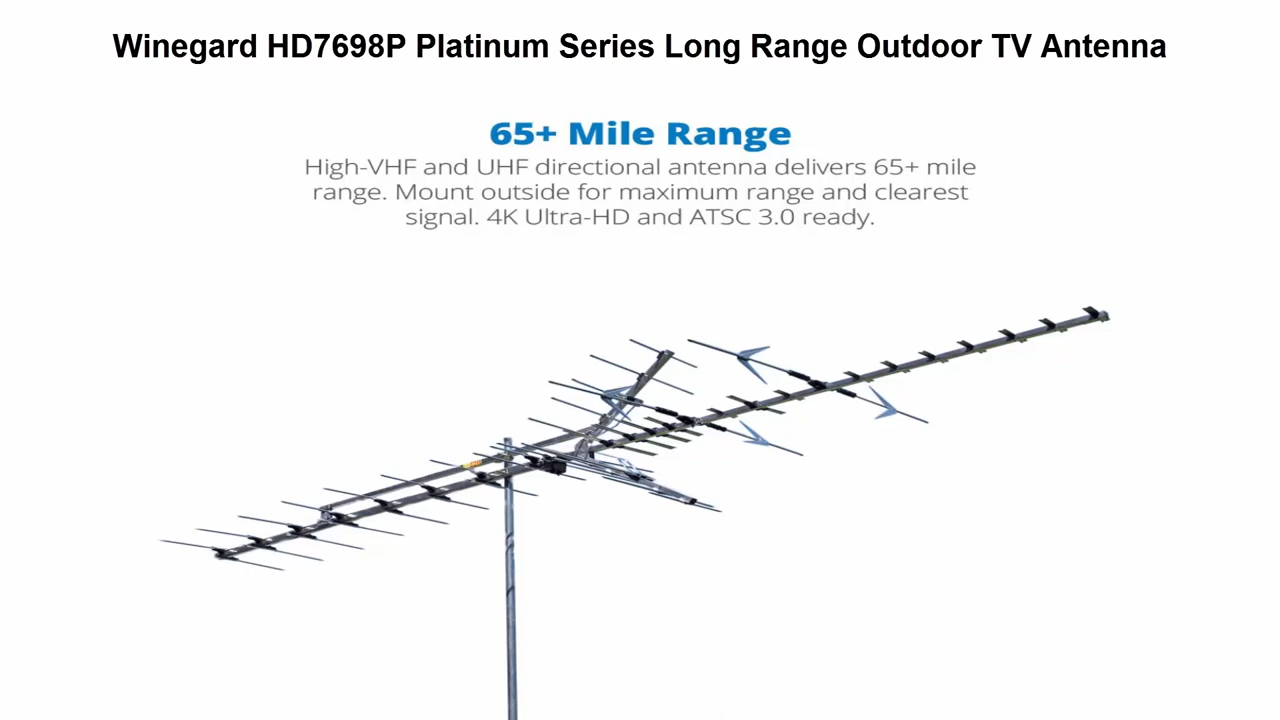 Winegard HD7698P Platinum Series Long Range Outdoor TV Antenna
65+ Mile Range
High-VHF and UHF directional antenna delivers 65+ mile
range. Mount outside for maximum range and clearest
signal. 4K Ultra-HD and ATSC 3.0 ready.